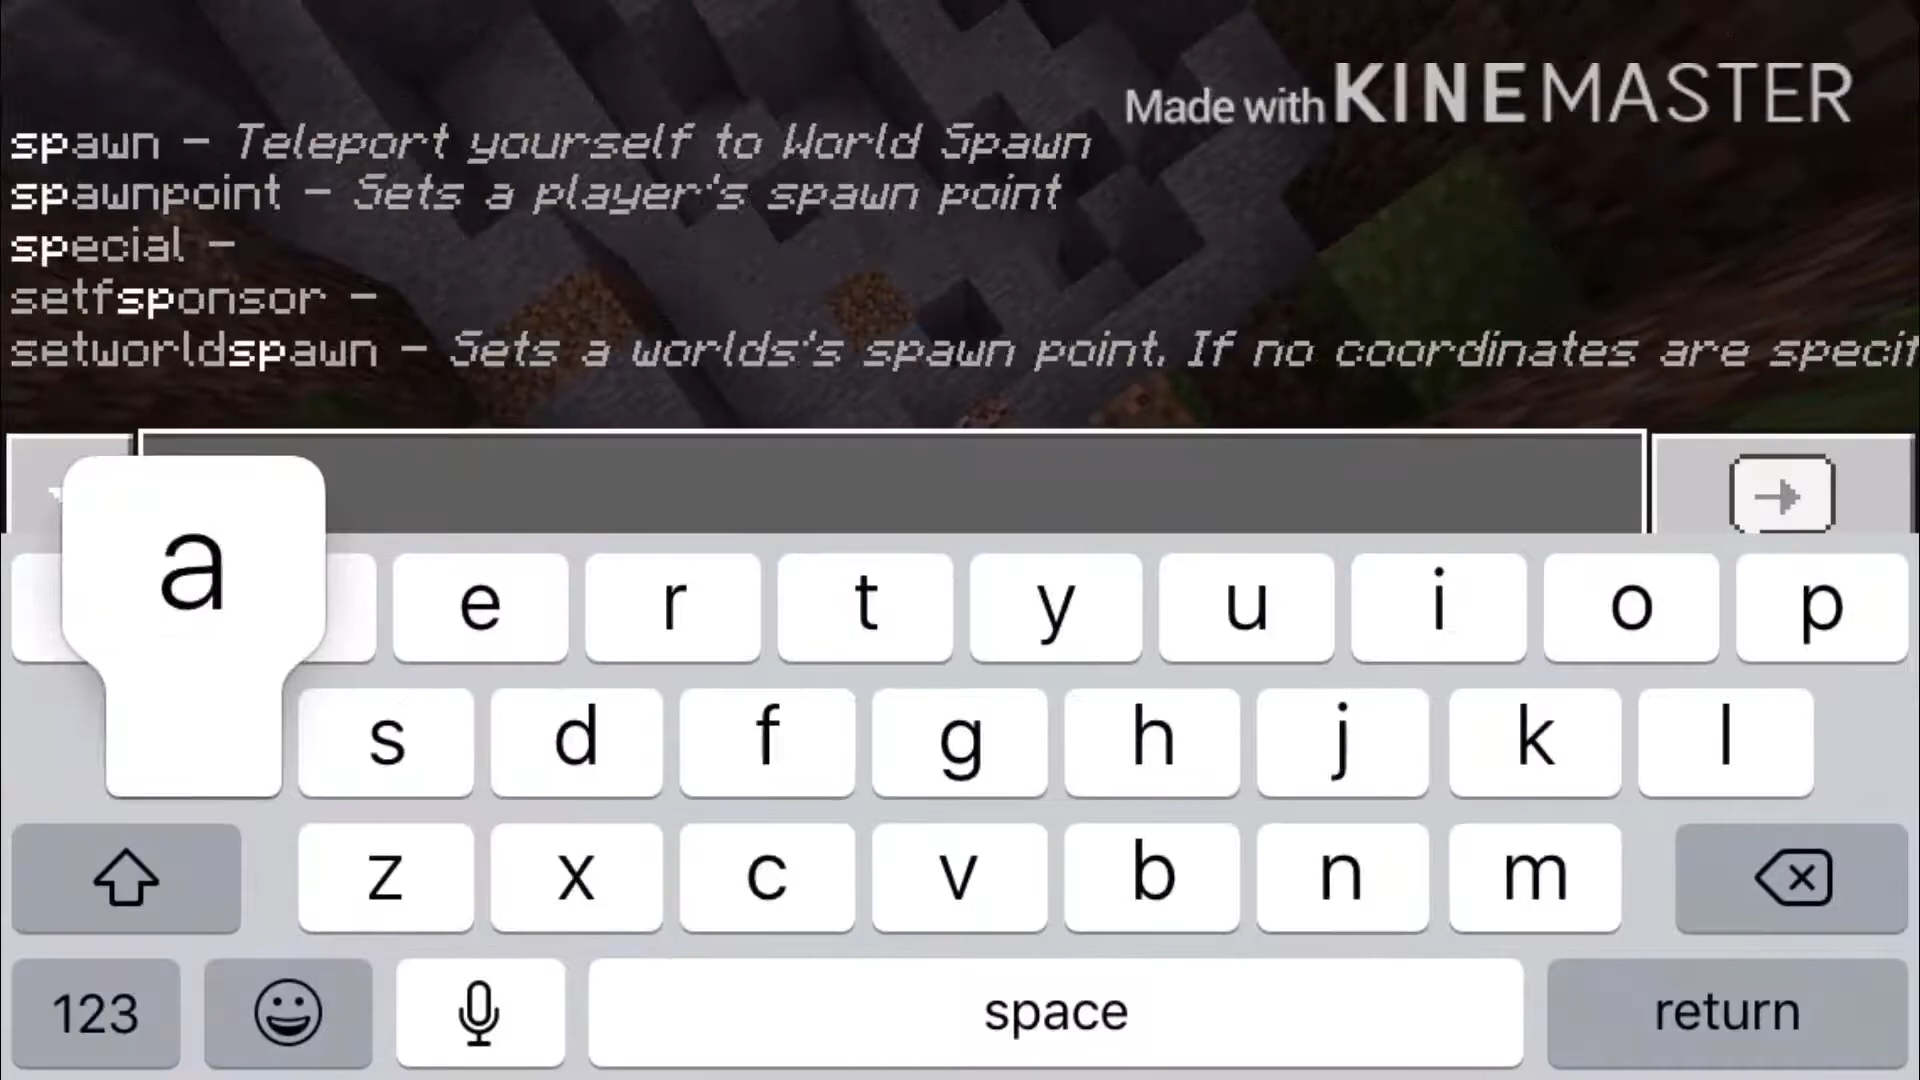 Made with KINEMASTER
spawn - Teleport yourself to World Spawn
spawnpoint - Sets a player's spawn point
special -
setfsponsor -
setworldspawn - Sets a worlds's spawn point. If no coordinates are specif
a
e r t y u i o p
s d f g h j k l
z x c v b n m
123 space return